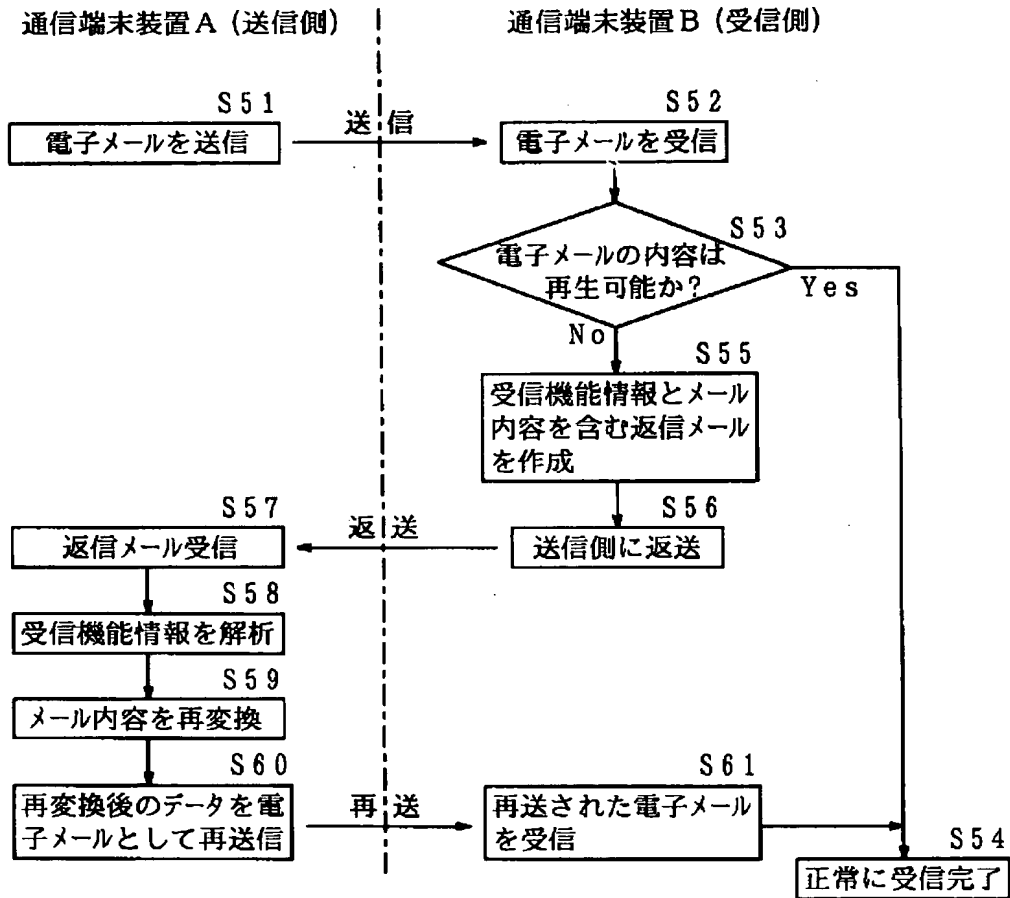 通信端末装置A(送信側)
通信端末装置B(受信側)
S51
電子メールを送信
送信
S52
電子メールを受信
S53
電子メールの内容は
再生可能か?
Yes
No
S55
受信機能情報とメール
内容を含む返信メール
を作成
S56
送信側に返送
返送
S57
返信メール受信
S58
受信機能情報を解析
S59
メール内容を再変換
S60
再変換後のデータを電
子メールとして再送信
再送
S61
再送された電子メール
を受信
S54
正常に受信完了